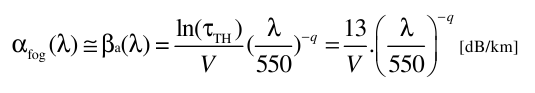 α_fog(λ) ≅ β_a(λ) = ln(τ_TH)/V (λ/550)^−q = 13/V . (λ/550)^−q [dB/km]